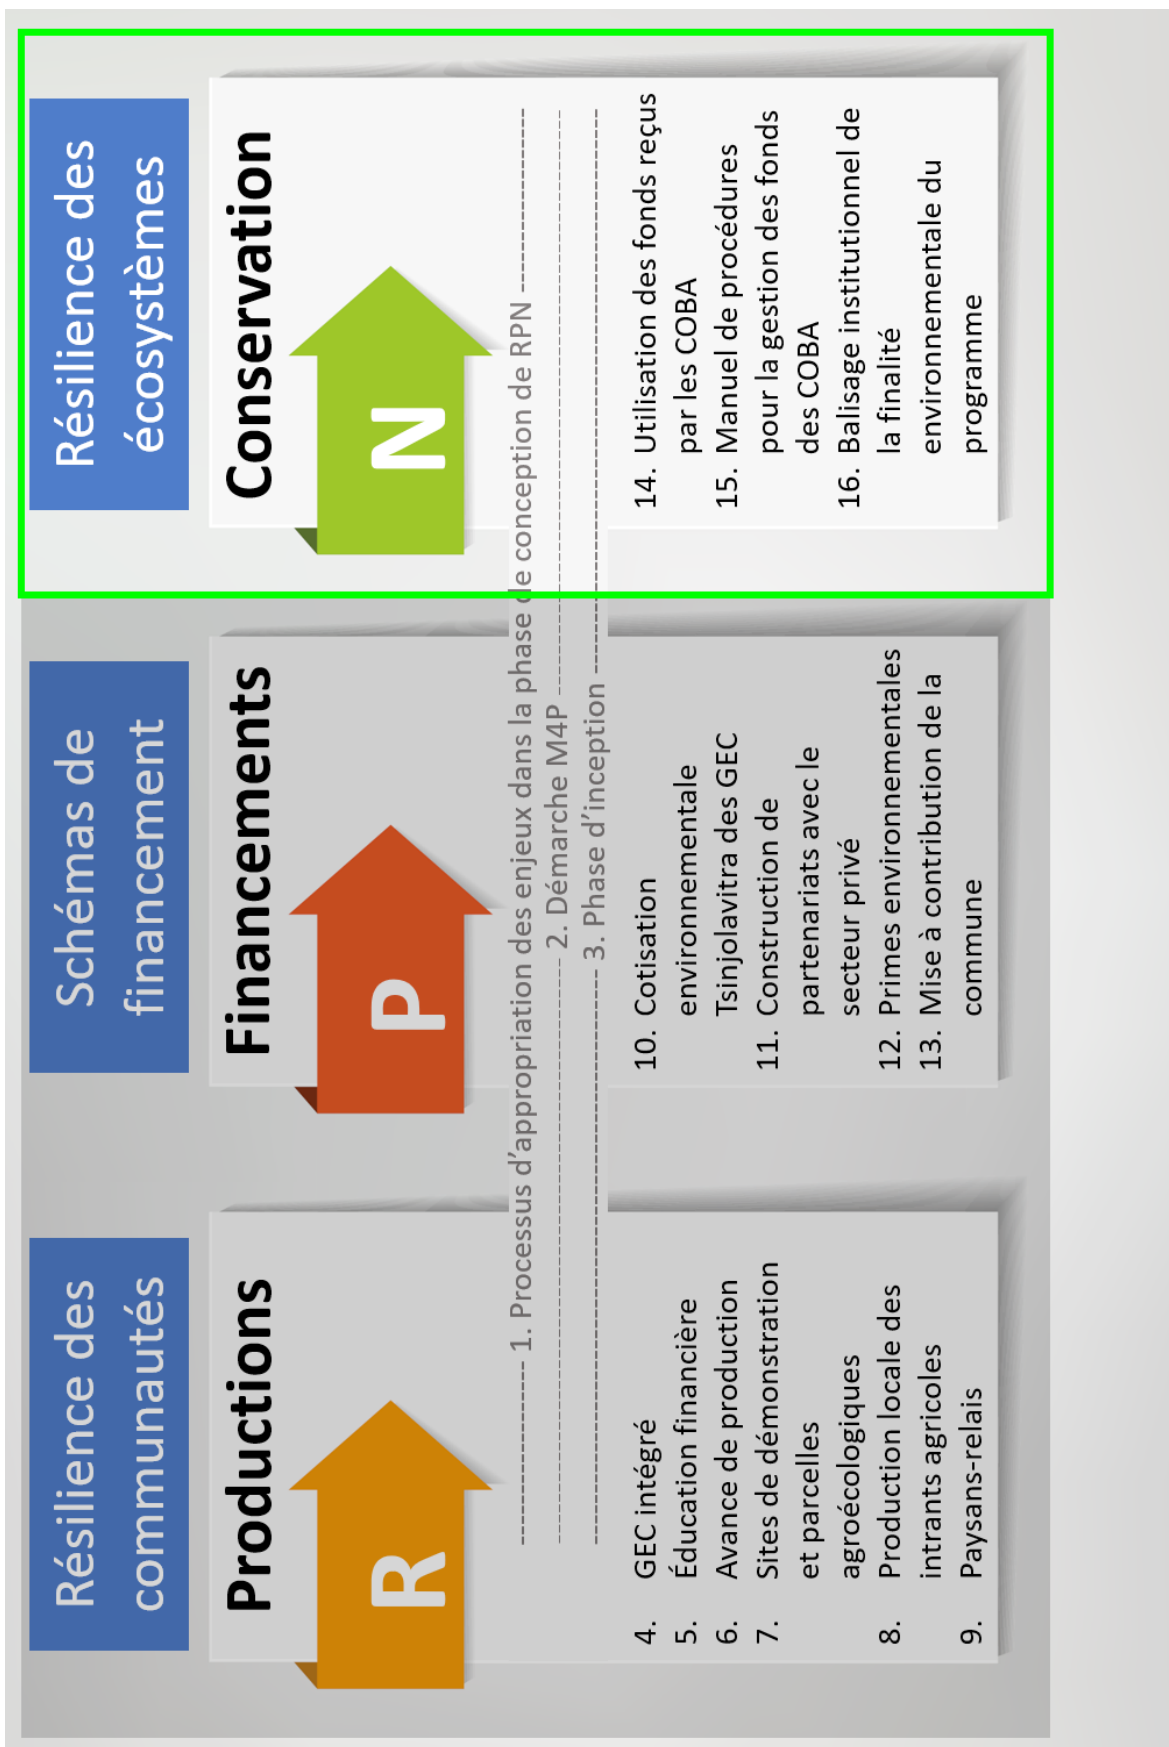 Résilience des
communautés
Productions
R
Schémas de
financement
Financements
P
Résilience des
écosystèmes
Conservation
N
1. Processus d’appropriation des enjeux dans la phase de conception de RPN
2. Démarche M4P
3. Phase d’inception
4. GEC intégré
5. Éducation financière
6. Avance de production
7. Sites de démonstration
et parcelles
agroécologiques
8. Production locale des
intrants agricoles
9. Paysans-relais
10. Cotisation
environnementale
Tsinjolavitra des GEC
11. Construction de
partenariats avec le
secteur privé
12. Primes environnementales
13. Mise à contribution de la
commune
14. Utilisation des fonds reçus
par les COBA
15. Manuel de procédures
pour la gestion des fonds
des COBA
16. Balisage institutionnel de
la finalité
environnementale du
programme